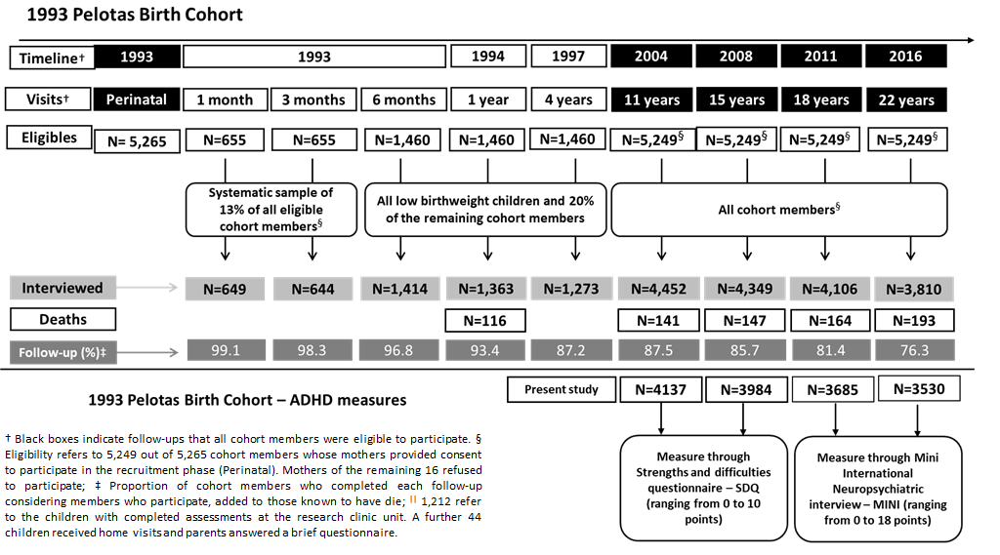 1993 Pelotas Birth Cohort
Timeline† 1993 1993 1994 1997 2004 2008 2011 2016
Visits† Perinatal 1 month 3 months 6 months 1 year 4 years 11 years 15 years 18 years 22 years
Eligibles N= 5,265 N=655 N=655 N=1,460 N=1,460 N=1,460 N=5,249§ N=5,249§ N=5,249§ N=5,249§
Systematic sample of
13% of all eligible
cohort members§
All low birthweight children and 20%
of the remaining cohort members
All cohort members§
Interviewed N=649 N=644 N=1,414 N=1,363 N=1,273 N=4,452 N=4,349 N=4,106 N=3,810
Deaths N=116 N=141 N=147 N=164 N=193
Follow-up (%)‡ 99.1 98.3 96.8 93.4 87.2 87.5 85.7 81.4 76.3
Present study N=4137 N=3984 N=3685 N=3530
1993 Pelotas Birth Cohort – ADHD measures
† Black boxes indicate follow-ups that all cohort members were eligible to participate. §
Eligibility refers to 5,249 out of 5,265 cohort members whose mothers provided consent
to participate in the recruitment phase (Perinatal). Mothers of the remaining 16 refused
to participate; ‡ Proportion of cohort members who completed each follow-up
considering members who participate, added to those known to have die; || 1,212 refer
to the children with completed assessments at the research clinic unit. A further 44
children received home visits and parents answered a brief questionnaire.
Measure through
Strengths and difficulties
questionnaire – SDQ
(ranging from 0 to 10
points)
Measure through Mini
International
Neuropsychiatric
interview – MINI (ranging
from 0 to 18 points)